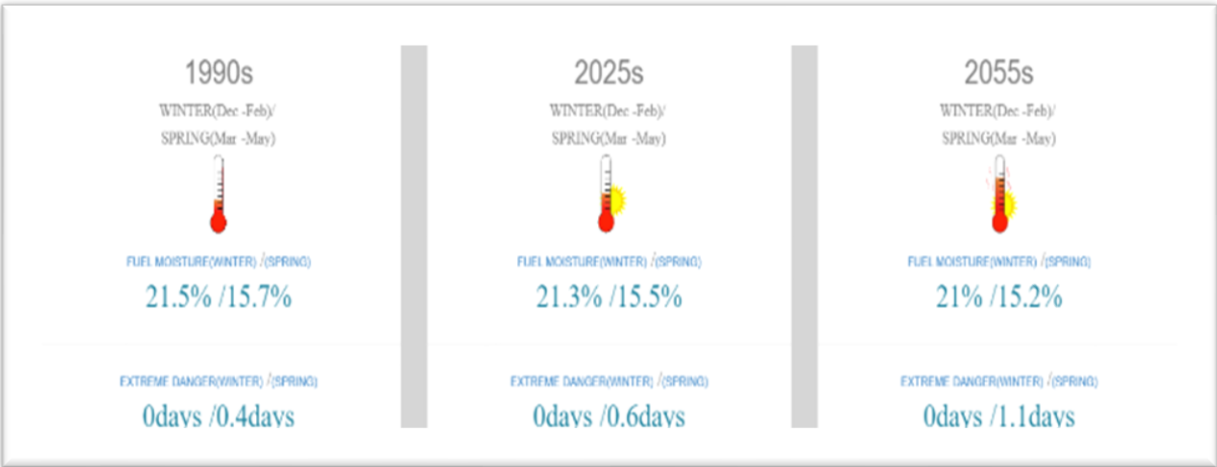 1990s
WINTER(Dec -Feb)/
SPRING(Mar -May)
FUEL MOISTURE(WINTER) /(SPRING)
21.5% /15.7%
EXTREME DANGER(WINTER) /(SPRING)
0days /0.4days
2025s
WINTER(Dec -Feb)/
SPRING(Mar -May)
FUEL MOISTURE(WINTER) /(SPRING)
21.3% /15.5%
EXTREME DANGER(WINTER) /(SPRING)
0days /0.6days
2055s
WINTER(Dec -Feb)/
SPRING(Mar -May)
FUEL MOISTURE(WINTER) /(SPRING)
21% /15.2%
EXTREME DANGER(WINTER) /(SPRING)
0days /1.1days